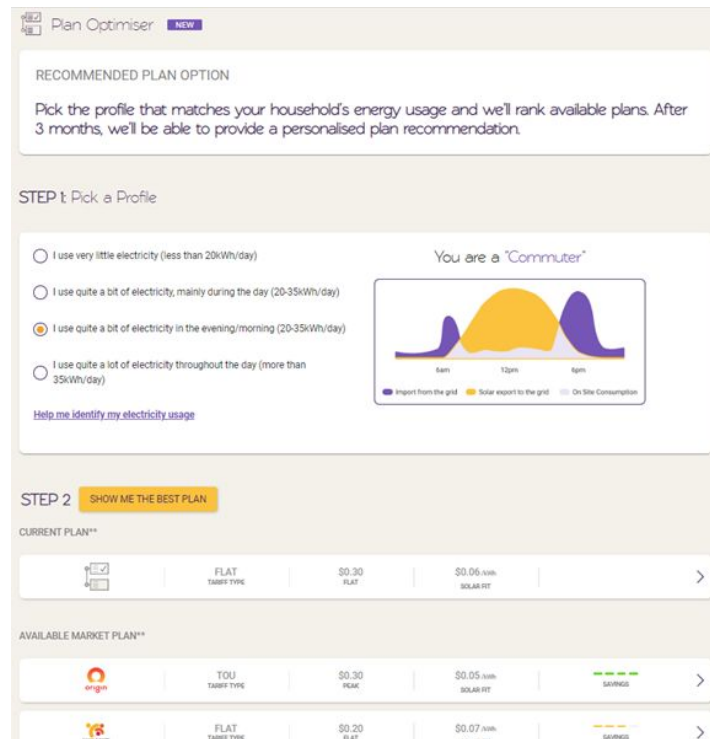 Plan Optimiser NEW
RECOMMENDED PLAN OPTION
Pick the profile that matches your household's energy usage and we'll rank available plans. After
3 months, we'll be able to provide a personalised plan recommendation.
STEP 1: Pick a Profile
I use very little electricity (less than 20kWh/day)
I use quite a bit of electricity, mainly during the day (20-35kWh/day)
I use quite a bit of electricity in the evening/morning (20-35kWh/day)
I use quite a lot of electricity throughout the day (more than
35kWh/day)
Help me identify my electricity usage
You are a "Commuter"
6am 12pm 6pm
Import from the grid Solar export to the grid On Site Consumption
STEP 2 SHOW ME THE BEST PLAN
CURRENT PLAN**
FLAT $0.30 $0.06 /kWh
TARIFF TYPE FLAT SOLAR FIT
AVAILABLE MARKET PLAN**
TOU $0.30 $0.05 /kWh
origin TARIFF TYPE PEAK SOLAR FIT SAVINGS
FLAT $0.20 $0.07 /kWh
TARIFF TYPE FLAT SAVINGS